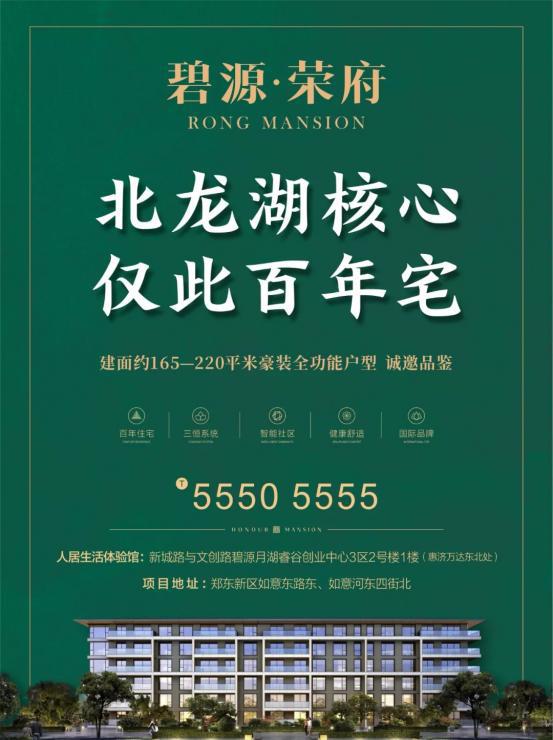 碧源·荣府
RONG MANSION
北龙湖核心
仅此百年宅
建面约165—220平米豪装全功能户型 诚邀品鉴
百年住宅 三恒系统 智能社区 健康舒适 国际品牌
T 5550 5555
HONOUR MANSION
人居生活体验馆：新城路与文创路碧源月湖睿谷创业中心3区2号楼1楼（惠济万达东北处）
项目地址：郑东新区如意东路东、如意河东四街北